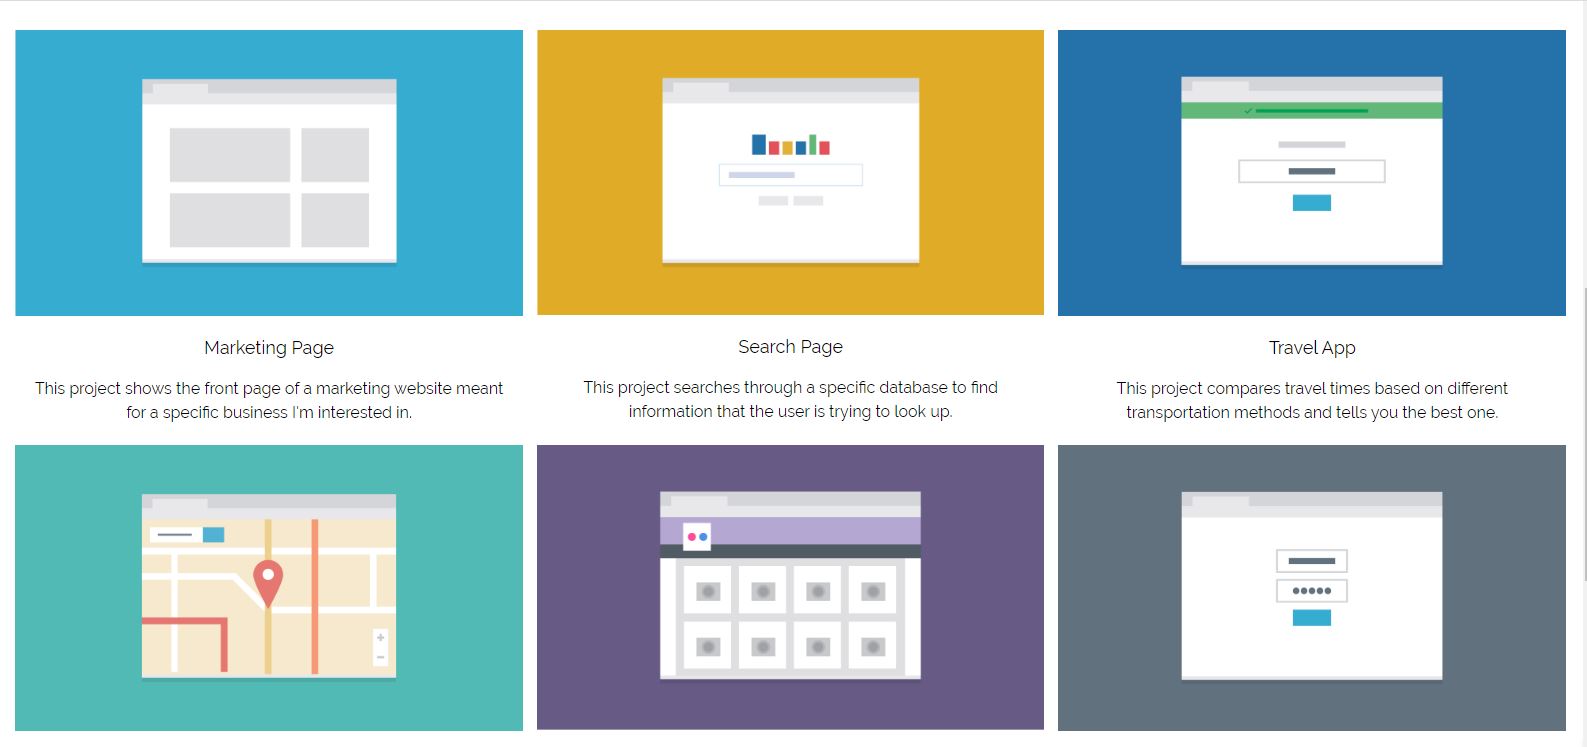 Marketing Page
This project shows the front page of a marketing website meant
for a specific business I'm interested in.
Search Page
This project searches through a specific database to find
information that the user is trying to look up.
Travel App
This project compares travel times based on different
transportation methods and tells you the best one.